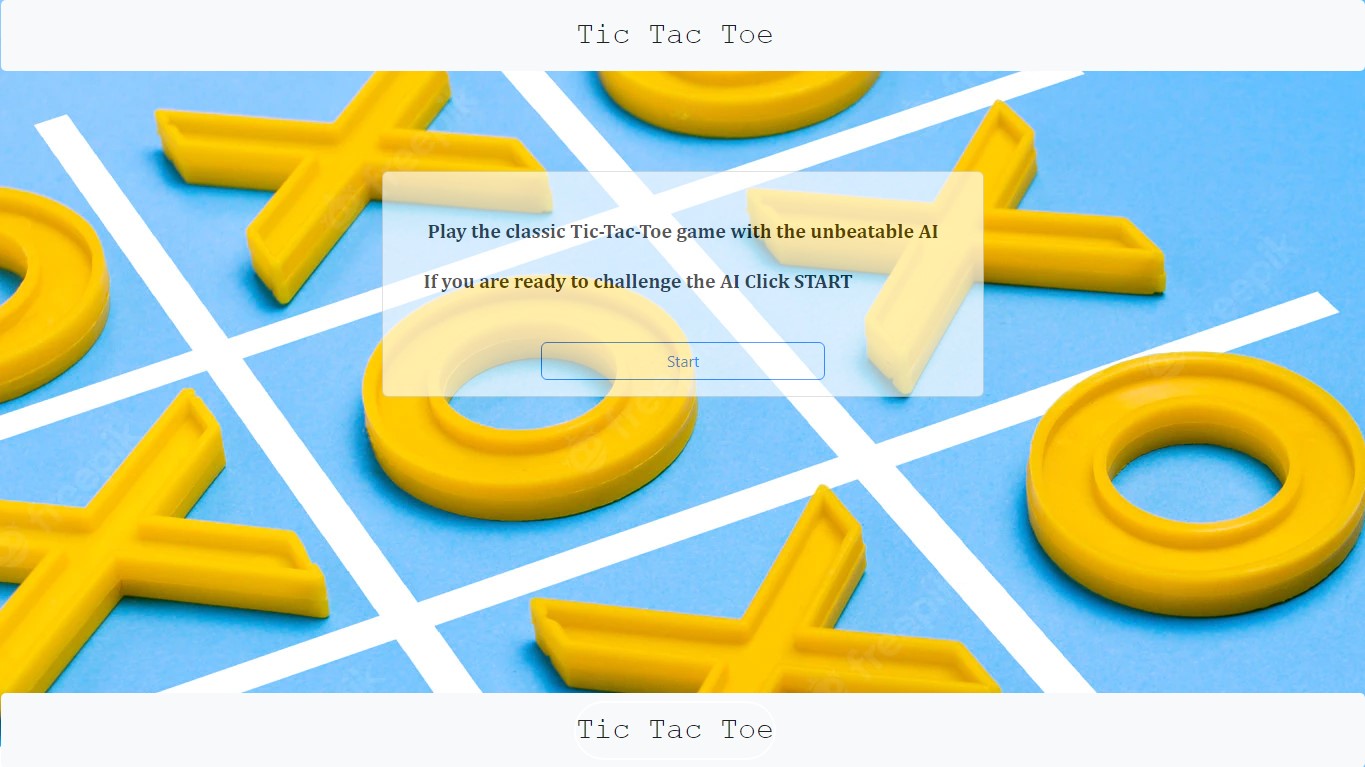 Tic Tac Toe
Play the classic Tic-Tac-Toe game with the unbeatable AI
If you are ready to challenge the AI Click START
Start
Tic Tac Toe